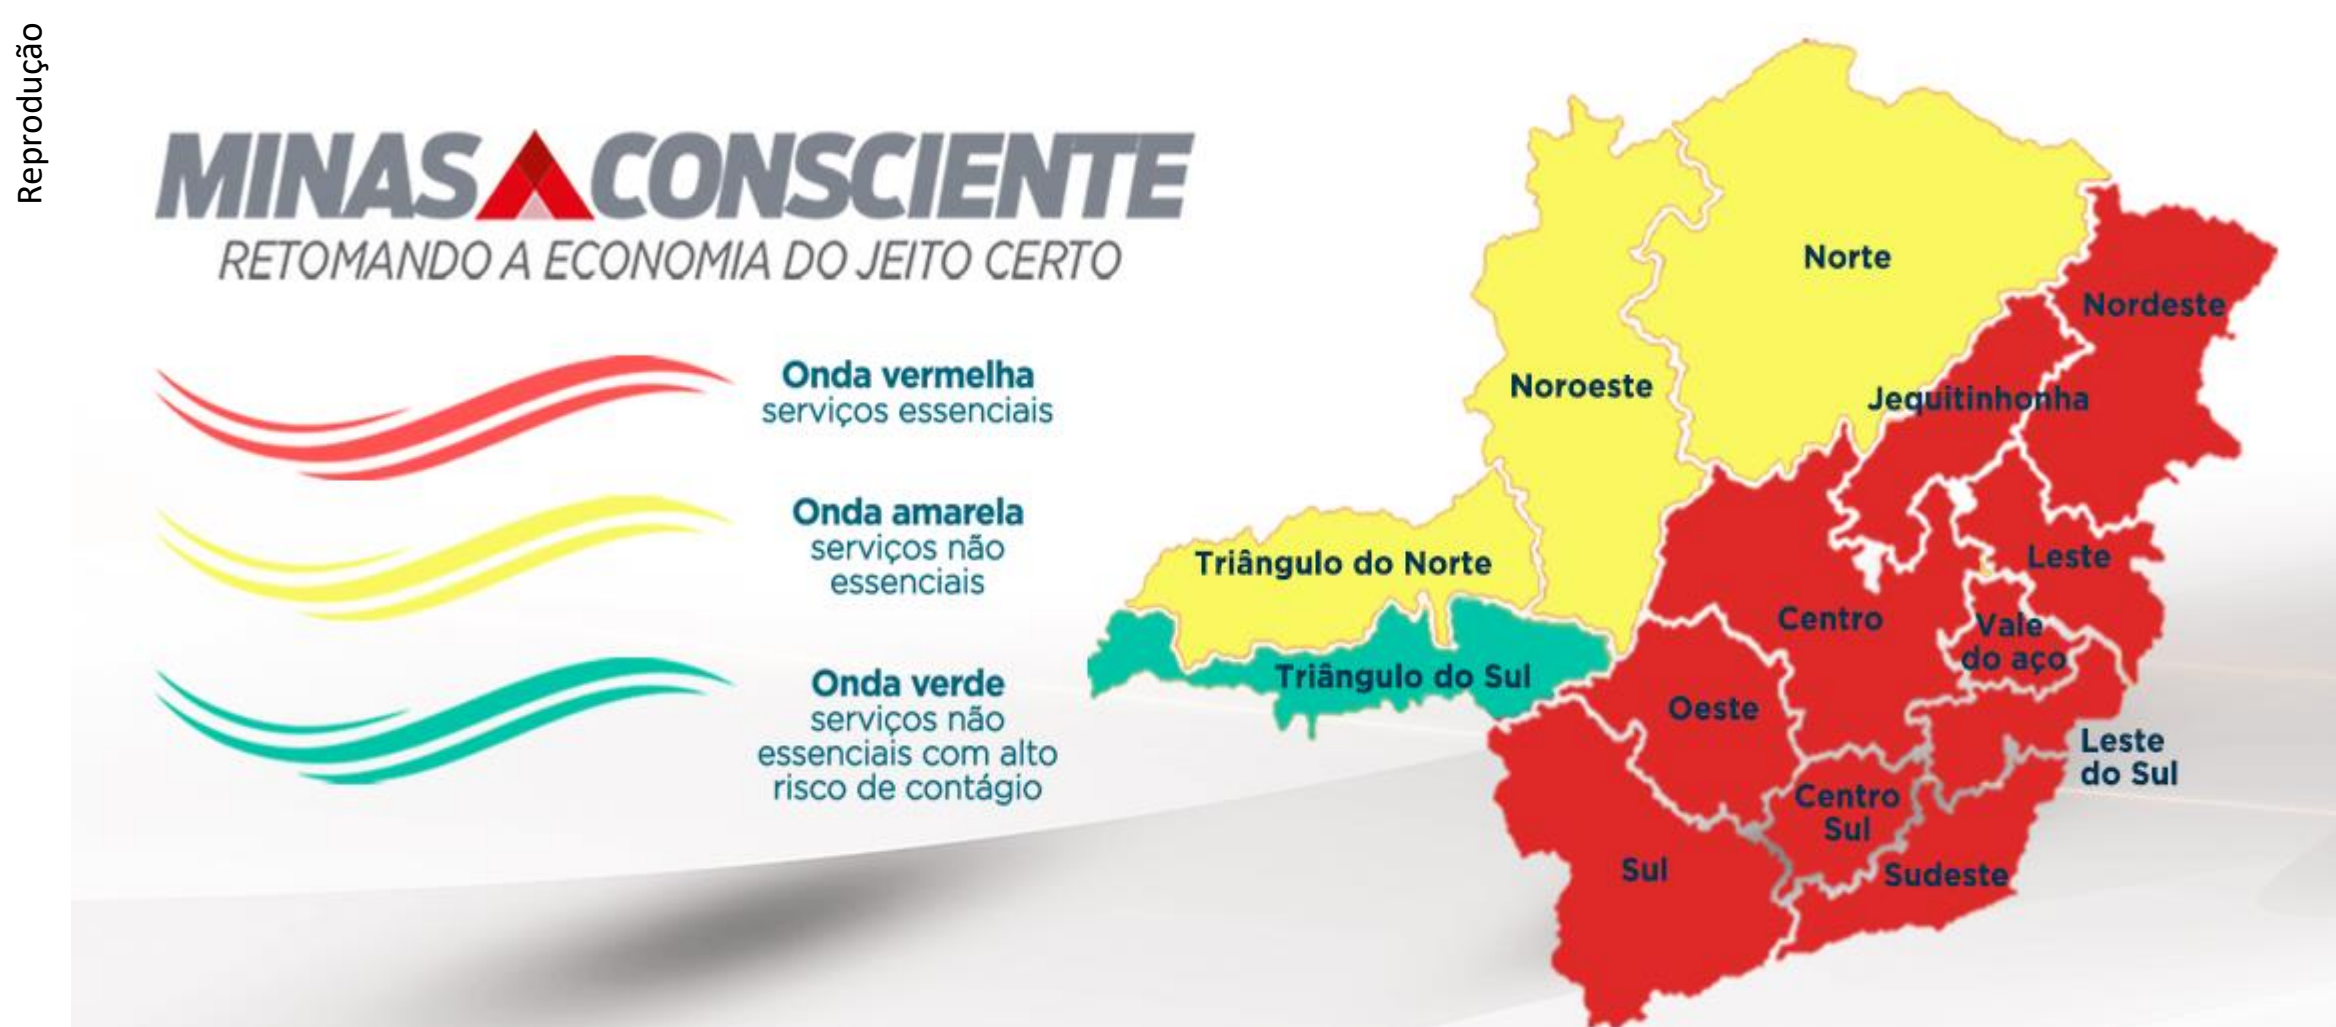 Reprodução
MINAS CONSCIENTE
RETOMANDO A ECONOMIA DO JEITO CERTO
Onda vermelha
serviços essenciais
Onda amarela
serviços não
essenciais
Onda verde
serviços não
essenciais com alto
risco de contágio
Norte
Nordeste
Noroeste
Jequitinhonha
Triângulo do Norte
Leste
Centro
Vale
do aço
Triângulo do Sul
Oeste
Leste
do Sul
Centro
Sul
Sul
Sudeste